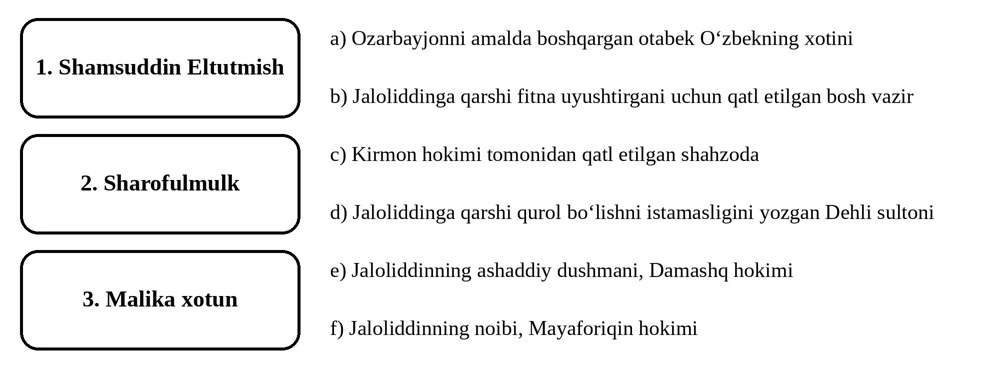 1. Shamsuddin Eltutmish
2. Sharofulmulk
3. Malika xotun
a) Ozarbayjonni amalda boshqargan otabek O‘zbekning xotini
b) Jaloliddinga qarshi fitna uyushtirgani uchun qatl etilgan bosh vazir
c) Kirmon hokimi tomonidan qatl etilgan shahzoda
d) Jaloliddinga qarshi qurol bo‘lishni istamasligini yozgan Dehli sultoni
e) Jaloliddinning ashaddiy dushmani, Damashq hokimi
f) Jaloliddinning noibi, Mayaforiqin hokimi